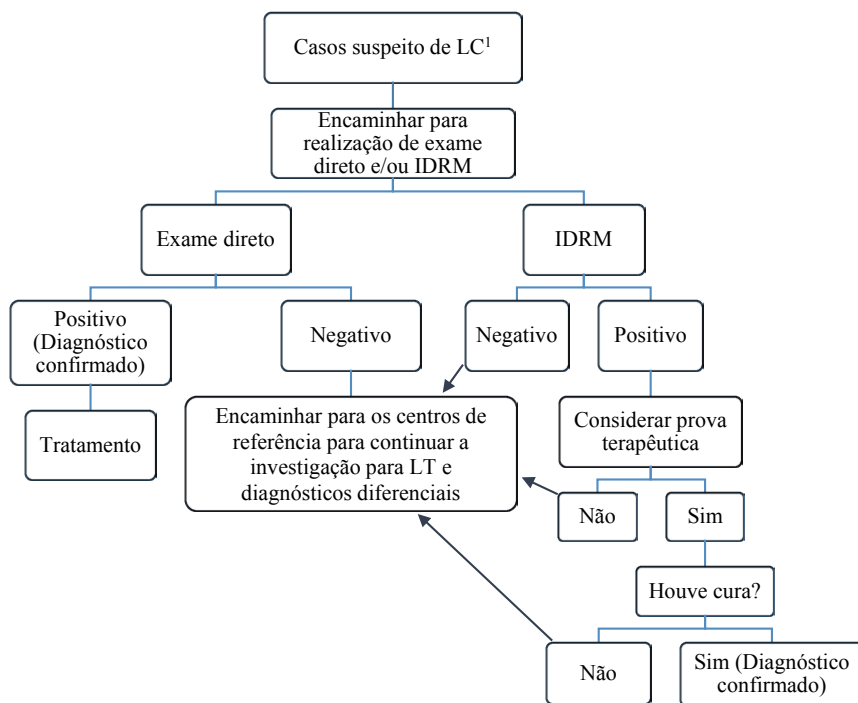 Casos suspeito de LC¹
Encaminhar para
realização de exame
direto e/ou IDRM
Exame direto
IDRM
Positivo
(Diagnóstico
confirmado)
Negativo
Negativo
Positivo
Tratamento
Encaminhar para os centros de
referência para continuar a
investigação para LT e
diagnósticos diferenciais
Considerar prova
terapêutica
Não
Sim
Houve cura?
Não
Sim (Diagnóstico
confirmado)